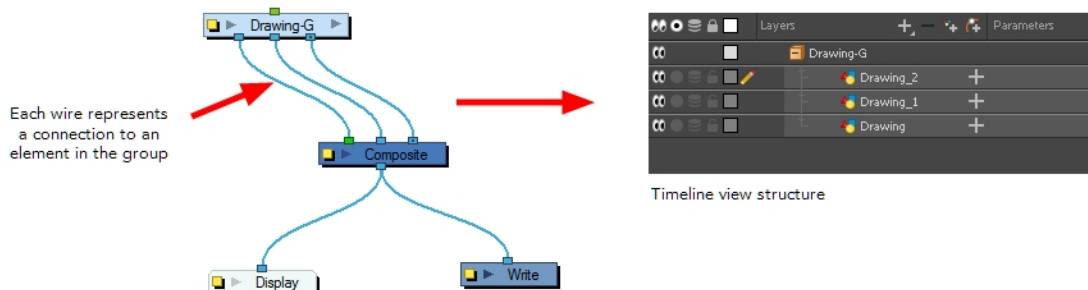 Drawing-G
Each wire represents
a connection to an
element in the group
Composite
Display
Write
Layers
Parameters
Drawing-G
Drawing_2
Drawing_1
Drawing
Timeline view structure